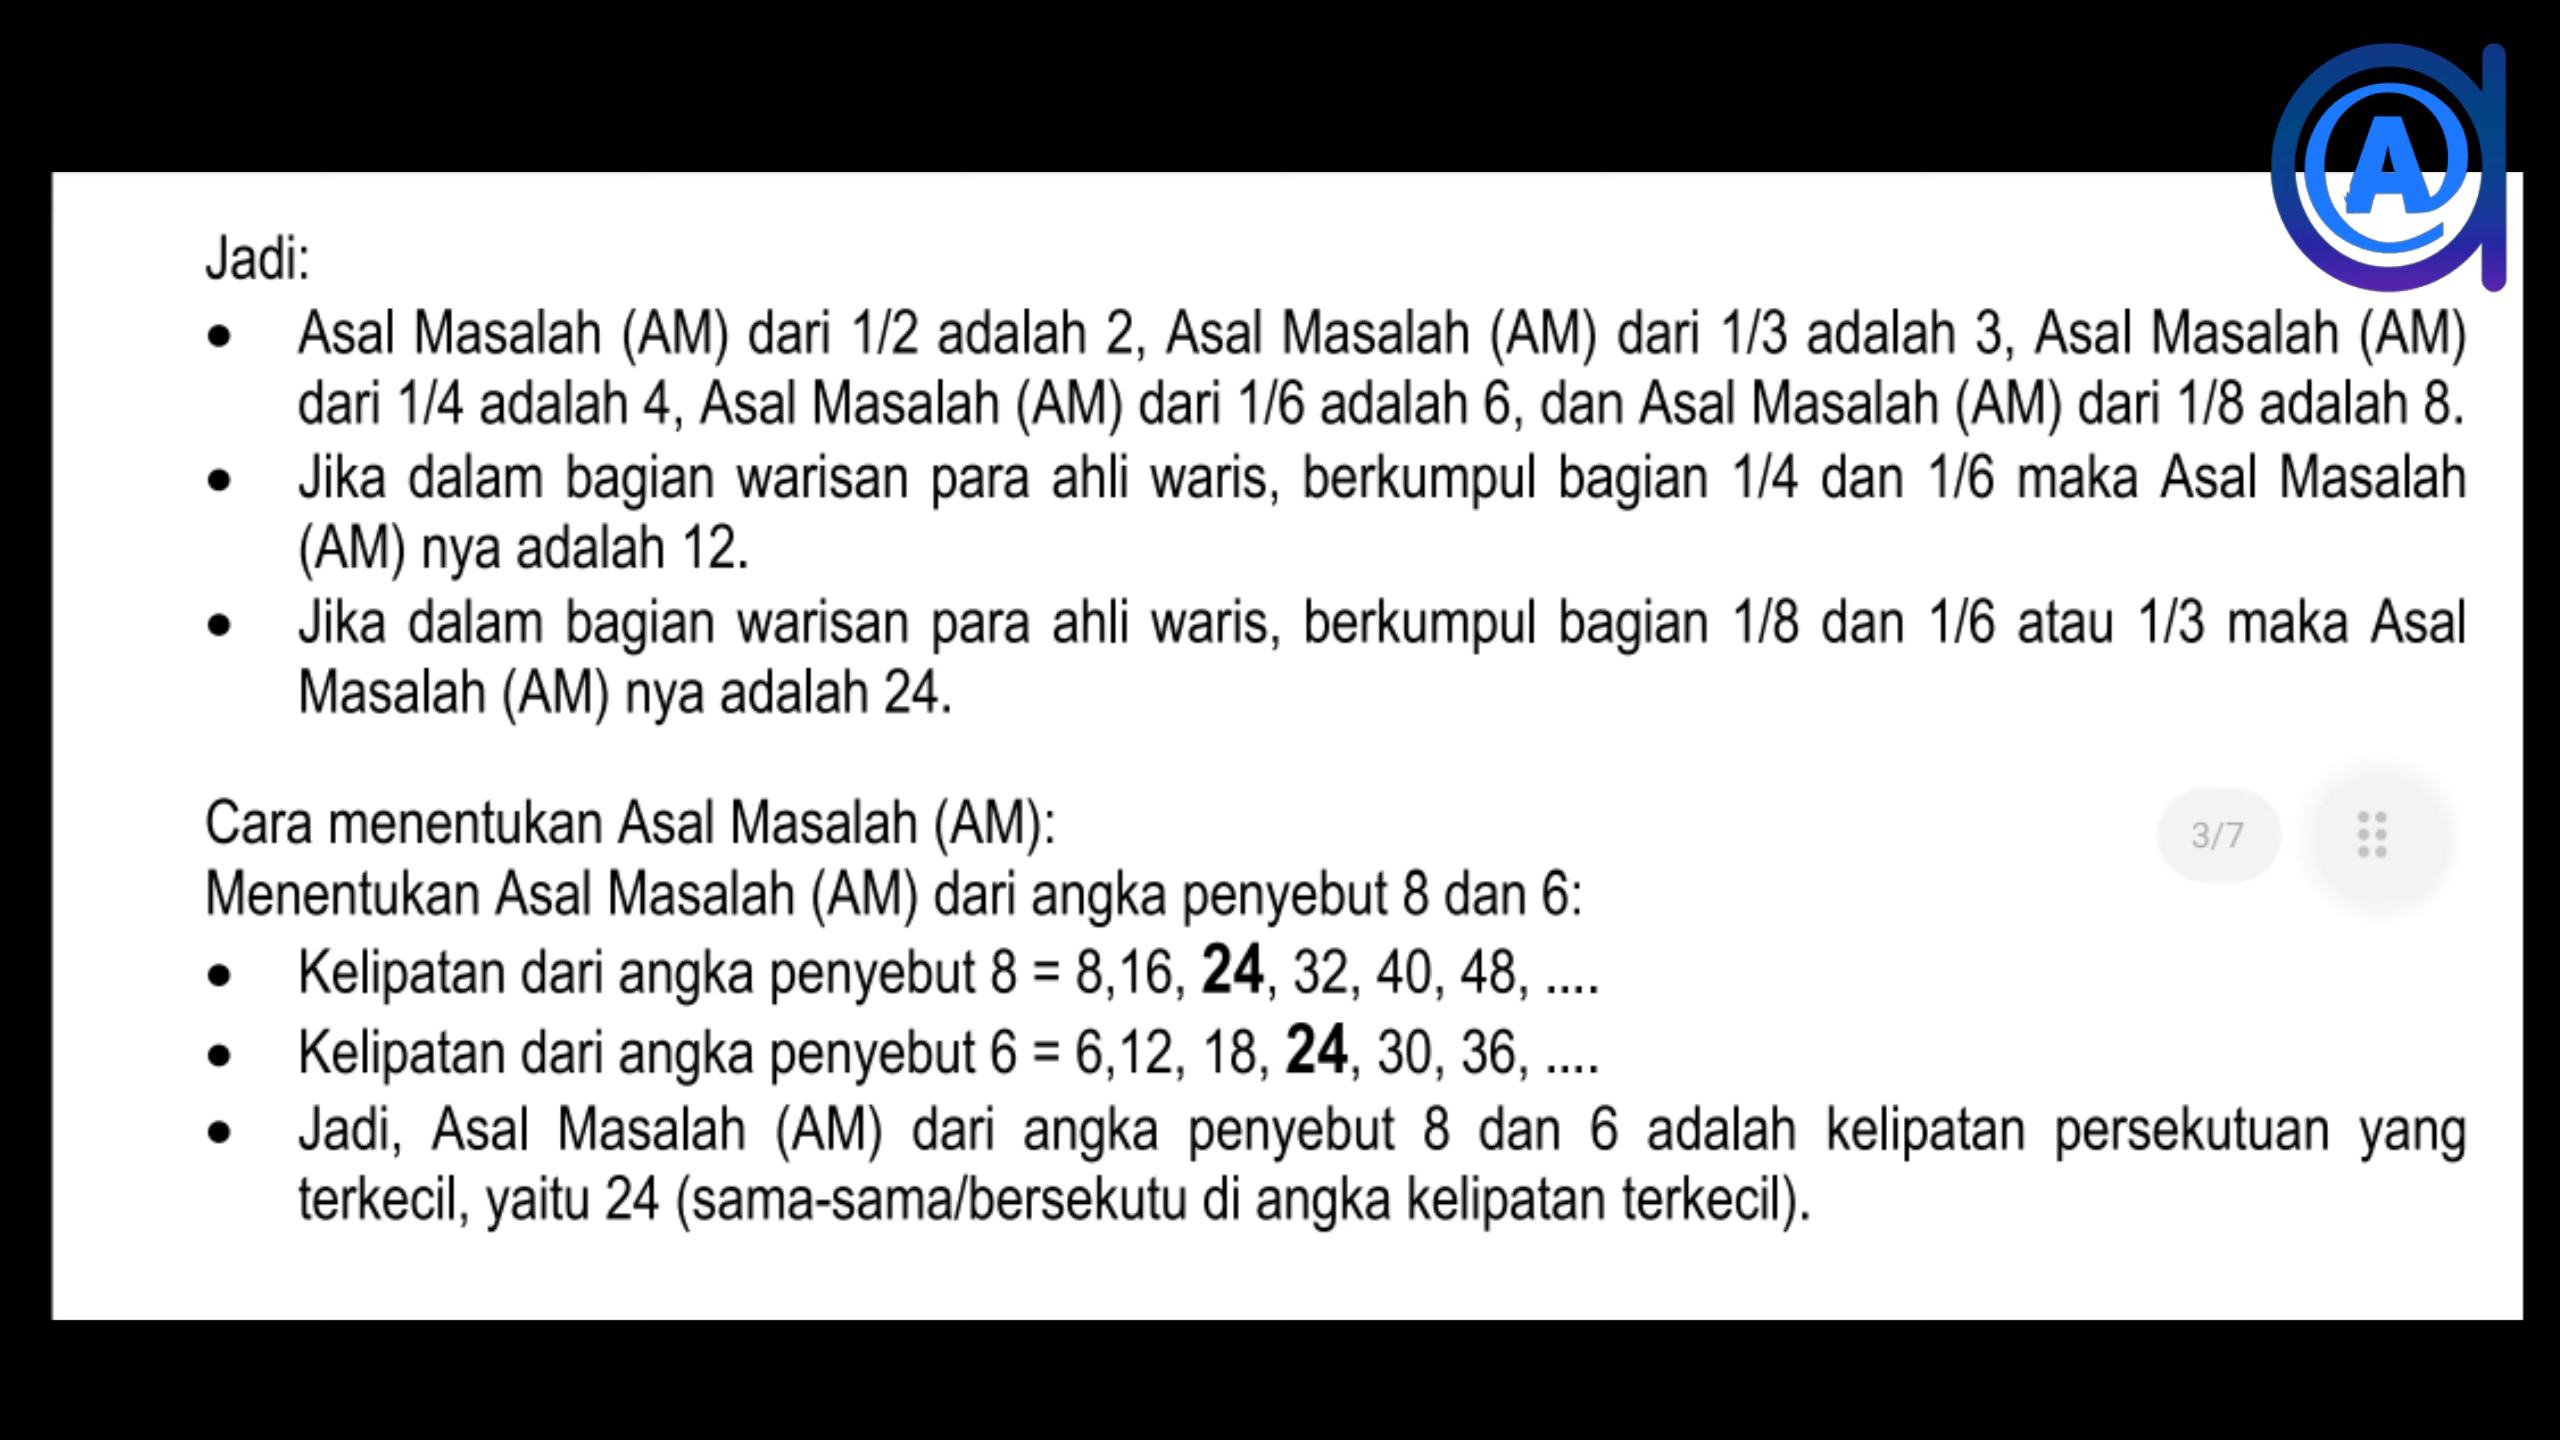 A
Jadi:
● Asal Masalah (AM) dari 1/2 adalah 2, Asal Masalah (AM) dari 1/3 adalah 3, Asal Masalah (AM)
dari 1/4 adalah 4, Asal Masalah (AM) dari 1/6 adalah 6, dan Asal Masalah (AM) dari 1/8 adalah 8.
● Jika dalam bagian warisan para ahli waris, berkumpul bagian 1/4 dan 1/6 maka Asal Masalah
(AM) nya adalah 12.
● Jika dalam bagian warisan para ahli waris, berkumpul bagian 1/8 dan 1/6 atau 1/3 maka Asal
Masalah (AM) nya adalah 24.
Cara menentukan Asal Masalah (AM):
3/7
Menentukan Asal Masalah (AM) dari angka penyebut 8 dan 6:
● Kelipatan dari angka penyebut 8 = 8,16, 24, 32, 40, 48, ....
● Kelipatan dari angka penyebut 6 = 6,12, 18, 24, 30, 36, ....
● Jadi, Asal Masalah (AM) dari angka penyebut 8 dan 6 adalah kelipatan persekutuan yang
terkecil, yaitu 24 (sama-sama/bersekutu di angka kelipatan terkecil).